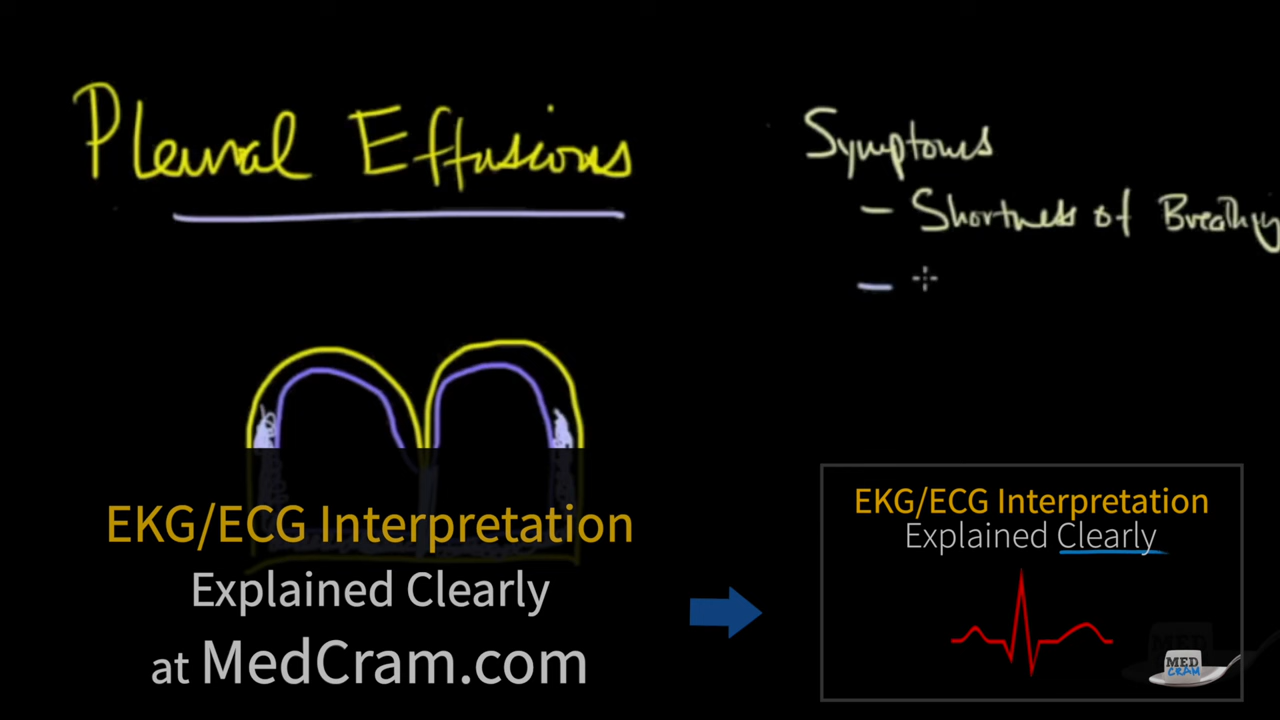 Pleural Effusions
Symptoms
- Shortness of Breath
-
EKG/ECG Interpretation
Explained Clearly
at MedCram.com
EKG/ECG Interpretation
Explained Clearly
MED
CRAM